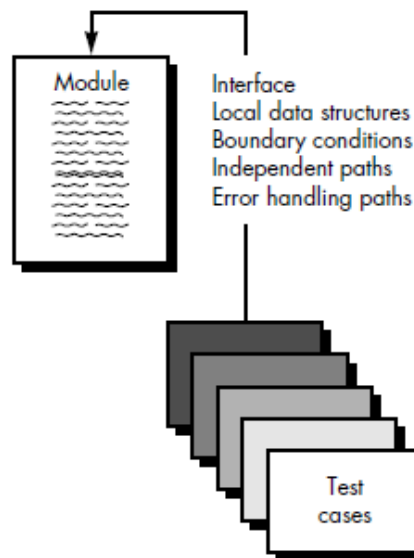 Module
Interface
Local data structures
Boundary conditions
Independent paths
Error handling paths
Test
cases